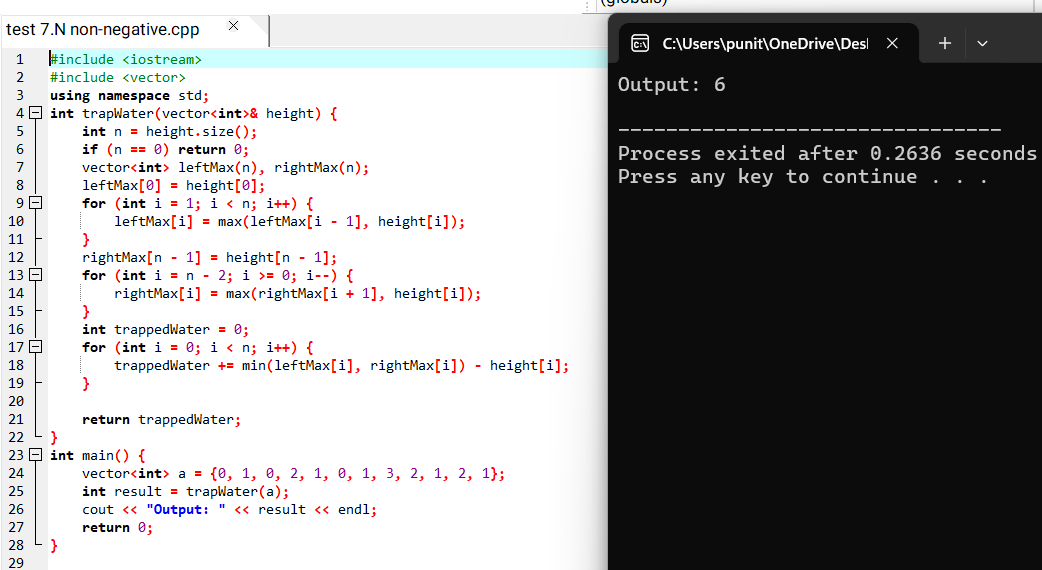 (globals)
test 7.N non-negative.cpp
1 #include <iostream>
2 #include <vector>
3 using namespace std;
4 int trapWater(vector<int>& height) {
5     int n = height.size();
6     if (n == 0) return 0;
7     vector<int> leftMax(n), rightMax(n);
8     leftMax[0] = height[0];
9     for (int i = 1; i < n; i++) {
10         leftMax[i] = max(leftMax[i - 1], height[i]);
11     }
12     rightMax[n - 1] = height[n - 1];
13     for (int i = n - 2; i >= 0; i--) {
14         rightMax[i] = max(rightMax[i + 1], height[i]);
15     }
16     int trappedWater = 0;
17     for (int i = 0; i < n; i++) {
18         trappedWater += min(leftMax[i], rightMax[i]) - height[i];
19     }
20
21     return trappedWater;
22 }
23 int main() {
24     vector<int> a = {0, 1, 0, 2, 1, 0, 1, 3, 2, 1, 2, 1};
25     int result = trapWater(a);
26     cout << "Output: " << result << endl;
27     return 0;
28 }
29
C:\Users\punit\OneDrive\Des
Output: 6
--------------------------------
Process exited after 0.2636 seconds
Press any key to continue . . .